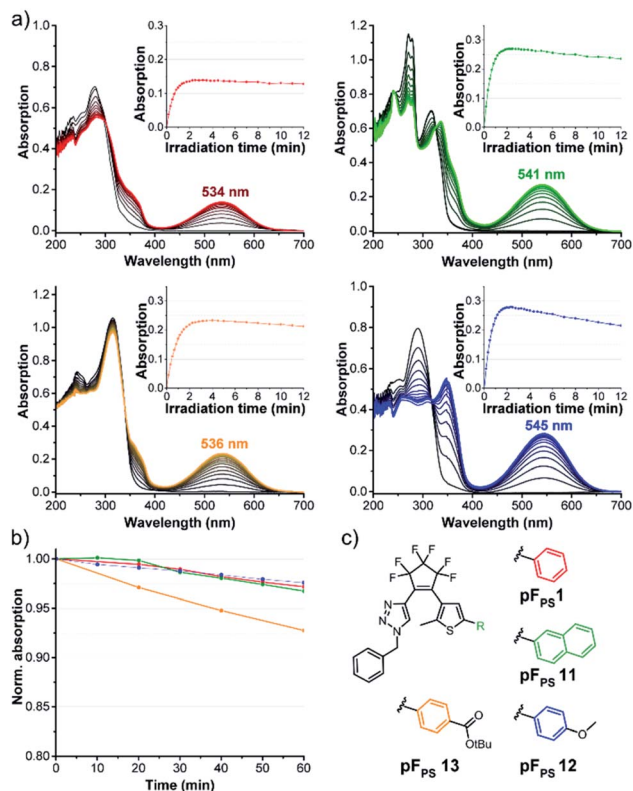 a)
1.0
0.8
0.6
0.4
0.2
0.0
Absorption
200 300 400 500 600 700
Wavelength (nm)
534 nm
0.3
0.2
0.1
0.0
Absorption
0 2 4 6 8 10 12
Irradiation time (min)
1.2
1.0
0.8
0.6
0.4
0.2
0.0
Absorption
200 300 400 500 600 700
Wavelength (nm)
541 nm
0.3
0.2
0.1
0.0
Absorption
0 2 4 6 8 10 12
Irradiation time (min)
1.2
1.0
0.8
0.6
0.4
0.2
0.0
Absorption
200 300 400 500 600 700
Wavelength (nm)
536 nm
0.3
0.2
0.1
0.0
Absorption
0 2 4 6 8 10 12
Irradiation time (min)
1.0
0.8
0.6
0.4
0.2
0.0
Absorption
200 300 400 500 600 700
Wavelength (nm)
545 nm
0.3
0.2
0.1
0.0
Absorption
0 2 4 6 8 10 12
Irradiation time (min)
b)
1.00
0.95
0.90
0.85
0.80
Norm. absorption
0 10 20 30 40 50 60
Time (min)
c)
F F
F F
F F
N N
N
S
R
pF PS 1
pF PS 11
O
OtBu
pF PS 13
O
pF PS 12